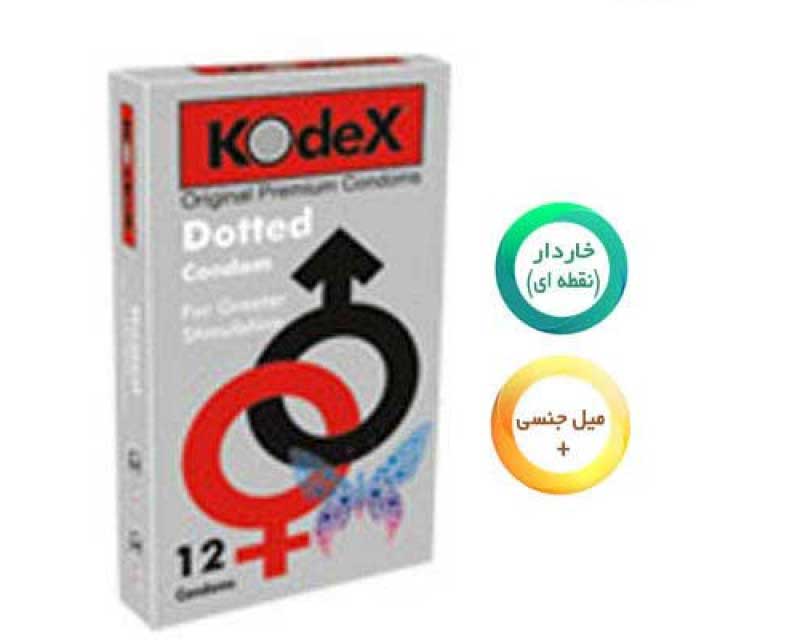 KOdeX
Original Premium Condoms
Dotted
Condom
For Greater
Stimulation
12
Condoms
خاردار
(نقطه ای)
میل جنسی
+